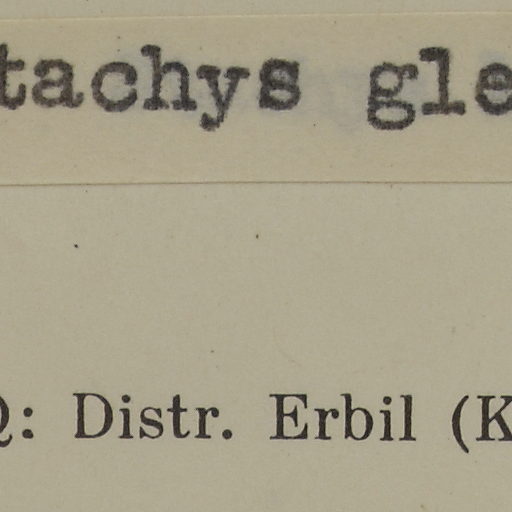 tachys gle
Q: Distr. Erbil (K